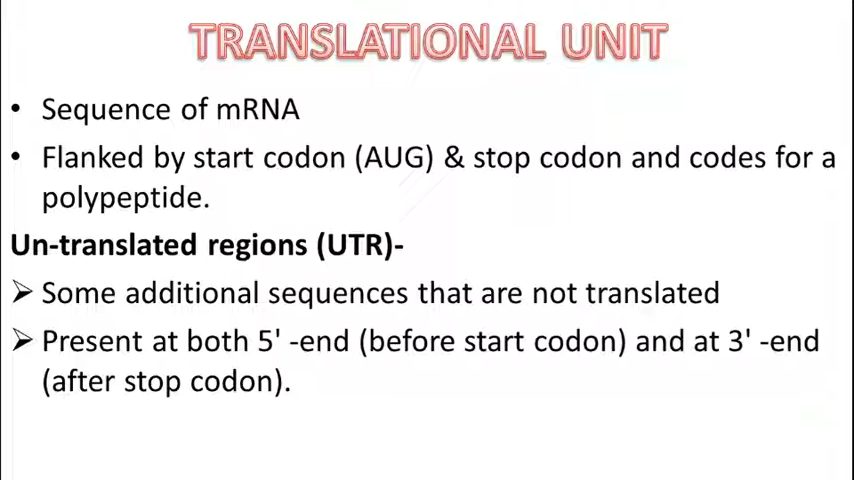 TRANSLATIONAL UNIT
• Sequence of mRNA
• Flanked by start codon (AUG) & stop codon and codes for a
polypeptide.
Un-translated regions (UTR)-
➢ Some additional sequences that are not translated
➢ Present at both 5' -end (before start codon) and at 3' -end
(after stop codon).